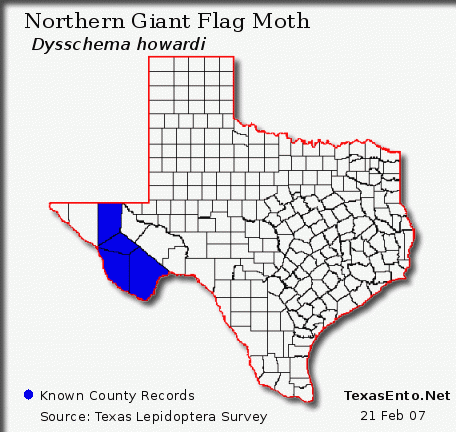 Northern Giant Flag Moth
Dysschema howardi
Known County Records
Source: Texas Lepidoptera Survey
TexasEnto.Net
21 Feb 07